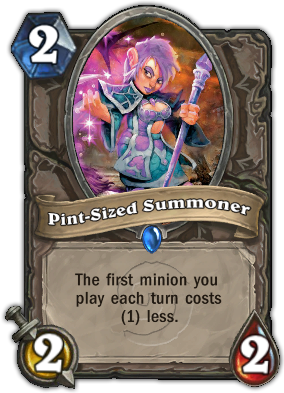 2
Pint-Sized Summoner
The first minion you
play each turn costs
(1) less.
2
2